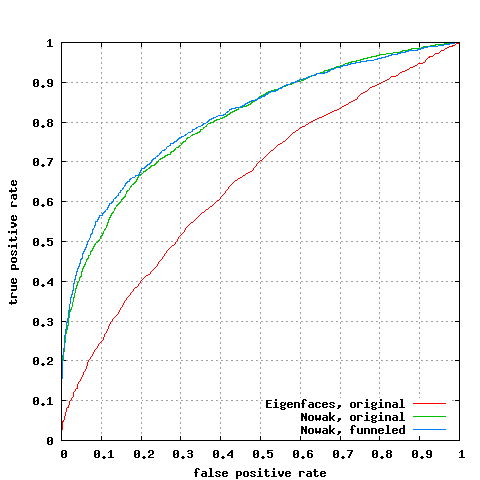 1
0.9
0.8
0.7
0.6
0.5
0.4
0.3
0.2
0.1
0
true positive rate
Eigenfaces, original
Nowak, original
Nowak, funneled
0 0.1 0.2 0.3 0.4 0.5 0.6 0.7 0.8 0.9 1
false positive rate